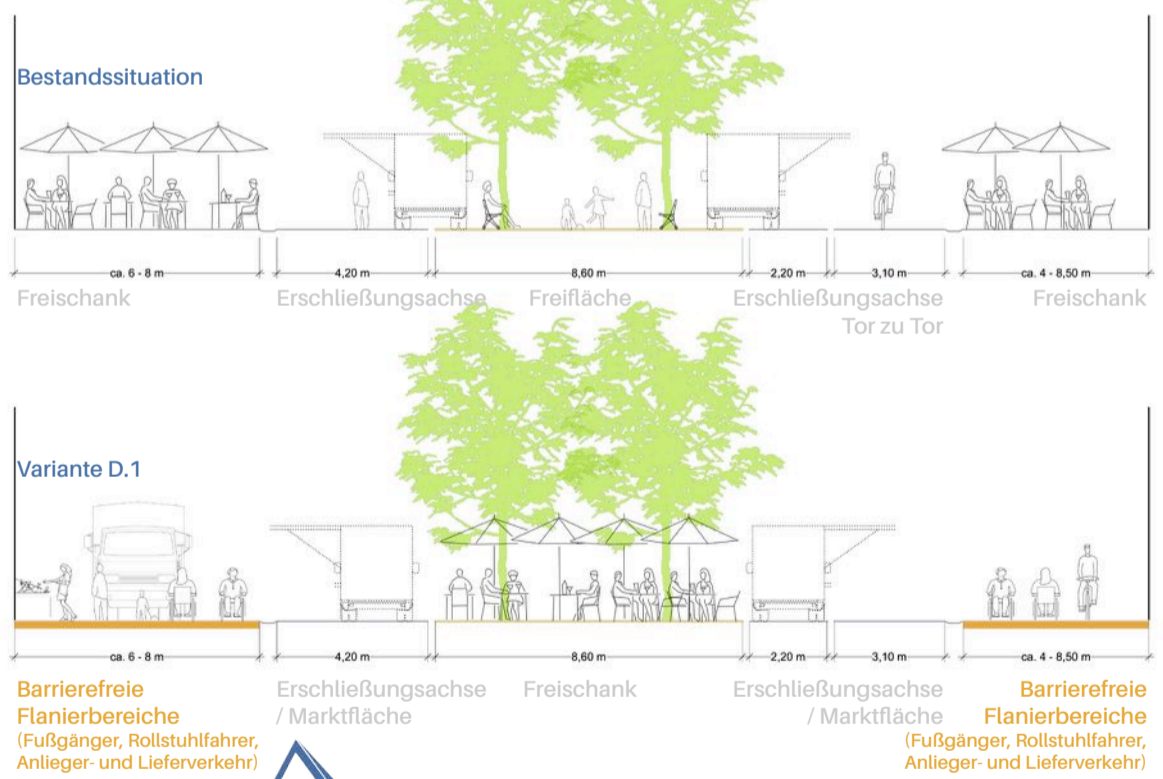 Bestandssituation
ca. 6 - 8 m
4,20 m
8,60 m
2,20 m
3,10 m
ca. 4 - 8,50 m
Freischank
Erschließungsachse
Freifläche
Erschließungsachse
Tor zu Tor
Freischank
Variante D.1
ca. 6 - 8 m
4,20 m
8,60 m
2,20 m
3,10 m
ca. 4 - 8,50 m
Barrierefreie
Flanierbereiche
(Fußgänger, Rollstuhlfahrer,
Anlieger- und Lieferverkehr)
Erschließungsachse
/ Marktfläche
Freischank
Erschließungsachse
/ Marktfläche
Barrierefreie
Flanierbereiche
(Fußgänger, Rollstuhlfahrer,
Anlieger- und Lieferverkehr)